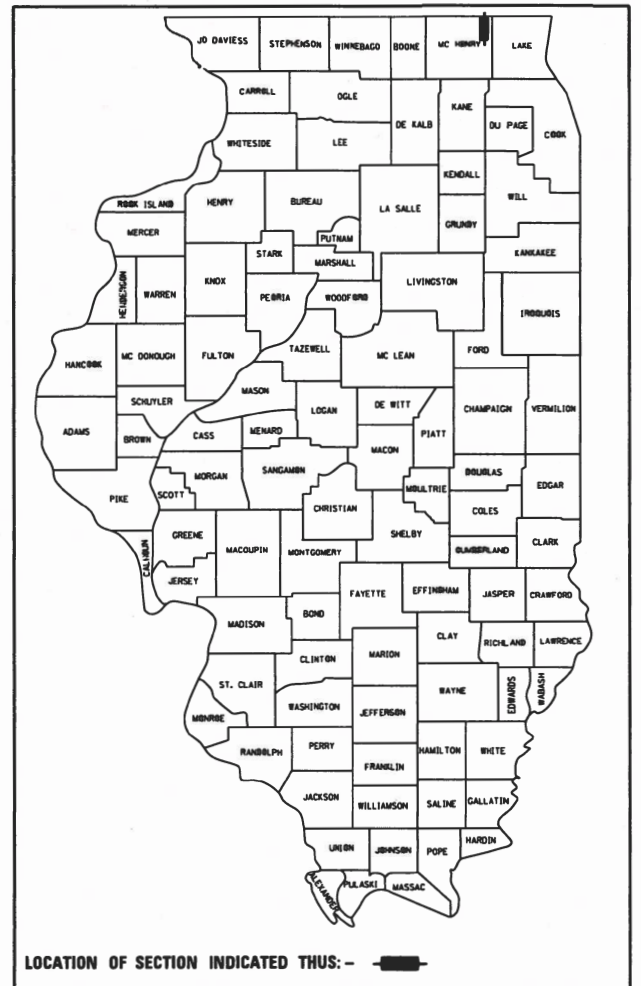 JO DAVIESS STEPHENSON WINNEBAGO BOONE MC HENRY LAKE
CARROLL OGLE DE KALB KANE DU PAGE COOK
WHITESIDE LEE KENDALL WILL
ROCK ISLAND HENRY BUREAU LA SALLE GRUNDY
MERCER PUTNAM KANKAKEE
STARK MARSHALL
HENDERSON WARREN KNOX PEORIA WOODFORD LIVINGSTON IROQUOIS
HANCOCK MC DONOUGH FULTON TAZEWELL MC LEAN FORD
SCHUYLER MASON LOGAN DE WITT CHAMPAIGN VERMILION
ADAMS BROWN CASS MENARD MACON PIATT
PIKE SCOTT MORGAN SANGAMON CHRISTIAN MOULTRIE DOUGLAS EDGAR
COLES
CALHOUN GREENE MACOUPIN MONTGOMERY SHELBY CUMBERLAND CLARK
JERSEY FAYETTE EFFINGHAM JASPER CRAWFORD
MADISON BOND CLAY RICHLAND LAWRENCE
CLINTON MARION
ST. CLAIR WASHINGTON WAYNE EDWARDS WABASH
MONROE JEFFERSON
RANDOLPH PERRY HAMILTON WHITE
FRANKLIN
JACKSON WILLIAMSON SALINE GALLATIN
UNION JOHNSON POPE HARDIN
ALEXANDER PULASKI MASSAC
LOCATION OF SECTION INDICATED THUS: -